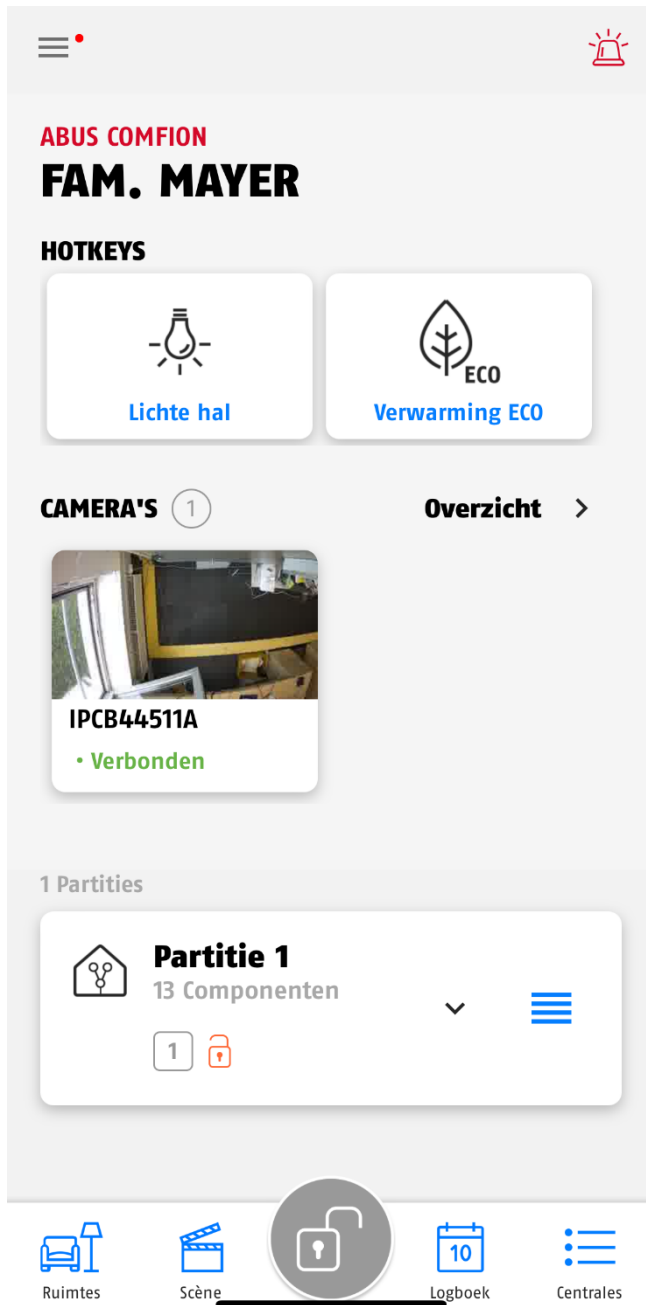 ABUS COMFION
FAM. MAYER
HOTKEYS
ECO
Lichte hal
Verwarming ECO
CAMERA'S 1
Overzicht >
IPCB44511A
• Verbonden
1 Partities
Partitie 1
13 Componenten
1
10
Ruimtes
Scène
Logboek
Centrales